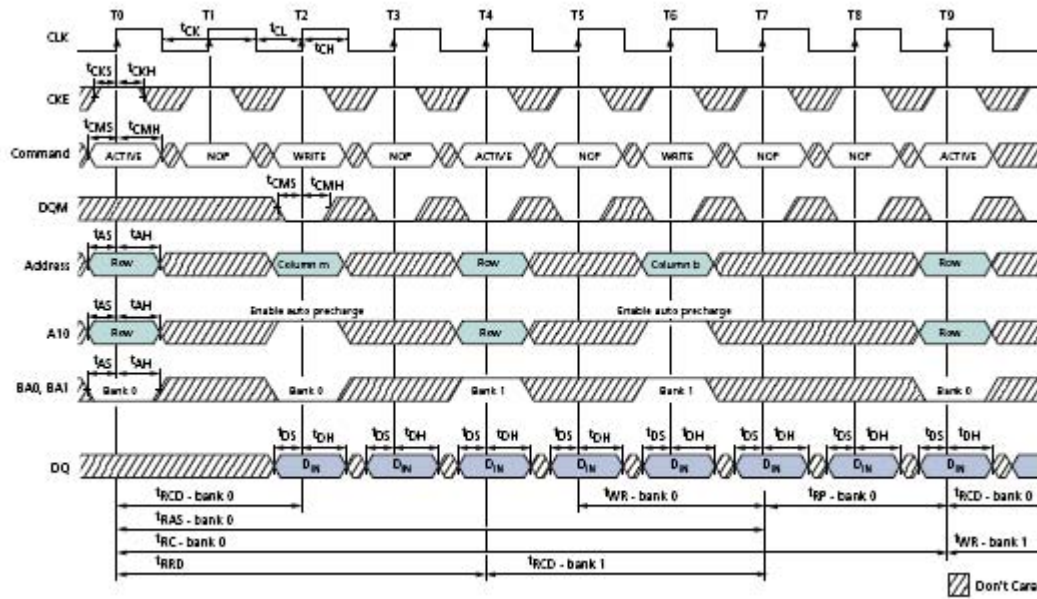 T0 T1 T2 T3 T4 T5 T6 T7 T8 T9
CLK
tCK tCL
tCH
tCKS tCKH
CKE
tCMS tCMH
Command ACTIVE NOP WRITE NOP ACTIVE NOP WRITE NOP NOP ACTIVE
tCMS tCMH
DQM
tAS tAH
Address Row Column m Row Column b Row
tAS tAH Enable auto precharge Enable auto precharge
A10 Row Row Row
tAS tAH
BA0, BA1 Bank 0 Bank 0 Bank 1 Bank 1 Bank 0
tDS tDH tDS tDH tDS tDH tDS tDH tDS tDH tDS tDH tDS tDH tDS tDH
DQ DIN DIN DIN DIN DIN DIN DIN DIN
tRCD - bank 0 tWR - bank 0 tRP - bank 0 tRCD - bank 0
tRAS - bank 0
tRC - bank 0 tWR - bank 1
tRRD tRCD - bank 1
Don't Care